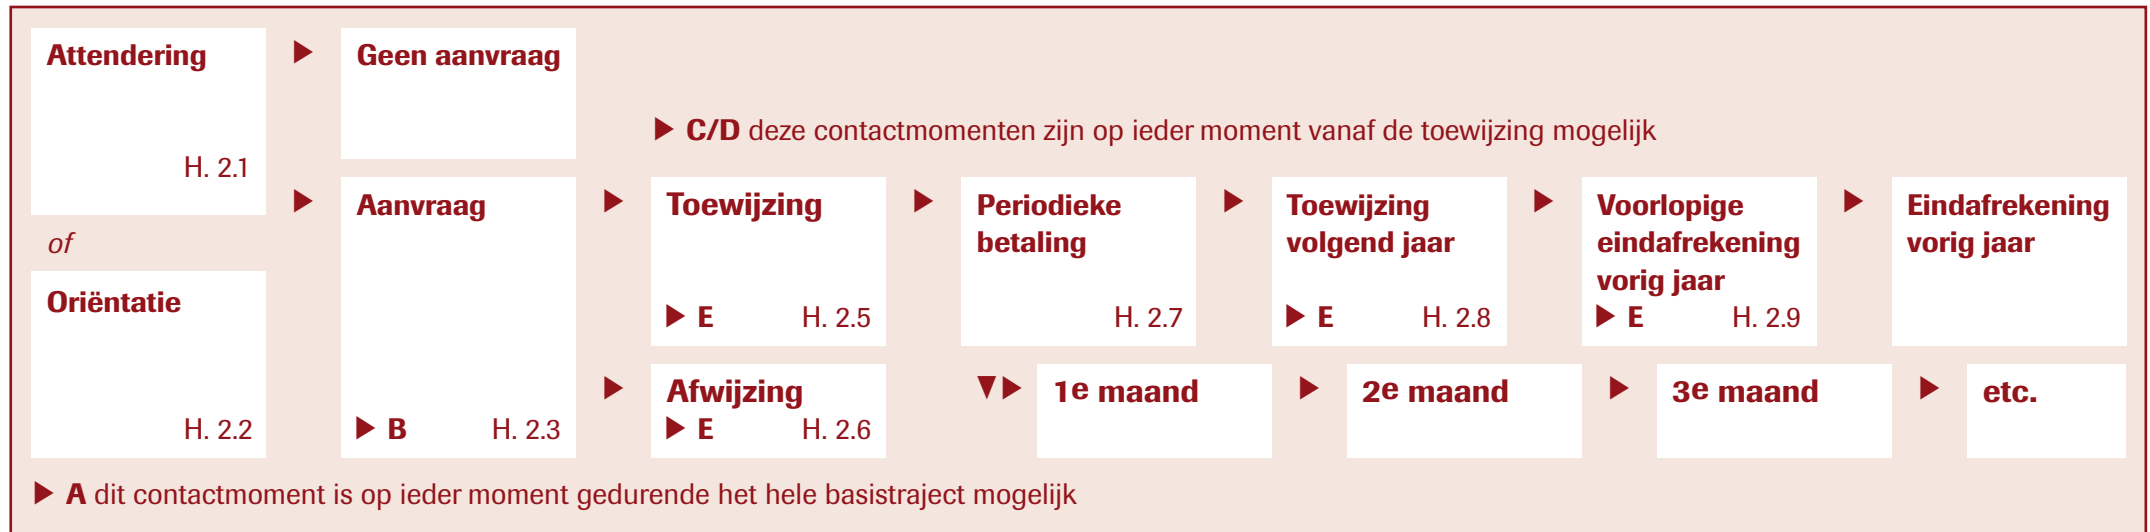 Attendering
H. 2.1
Geen aanvraag
of
Oriëntatie
H. 2.2
▶ C/D deze contactmomenten zijn op ieder moment vanaf de toewijzing mogelijk
Aanvraag
▶ B H. 2.3
Toewijzing
▶ E H. 2.5
Afwijzing
▶ E H. 2.6
Periodieke
betaling
H. 2.7
Toewijzing
volgend jaar
▶ E H. 2.8
Voorlopige
eindafrekening
vorig jaar
▶ E H. 2.9
Eindafrekening
vorig jaar
1e maand
2e maand
3e maand
etc.
▶ A dit contactmoment is op ieder moment gedurende het hele basistraject mogelijk